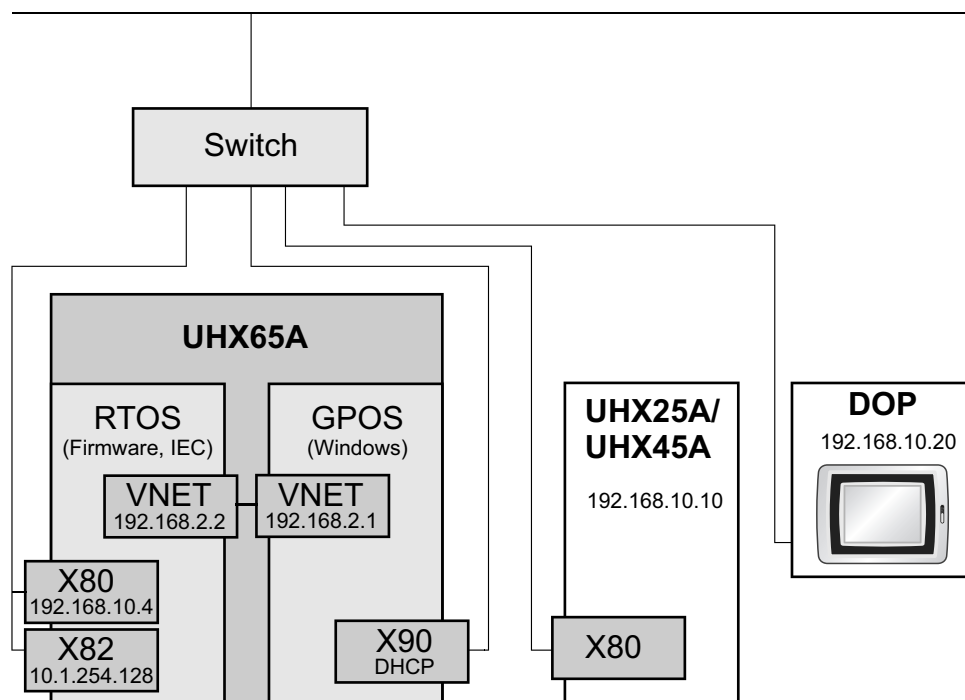 Switch
UHX65A
RTOS
(Firmware, IEC)
GPOS
(Windows)
VNET
192.168.2.2
VNET
192.168.2.1
X80
192.168.10.4
X82
10.1.254.128
X90
DHCP
UHX25A/
UHX45A
192.168.10.10
X80
DOP
192.168.10.20